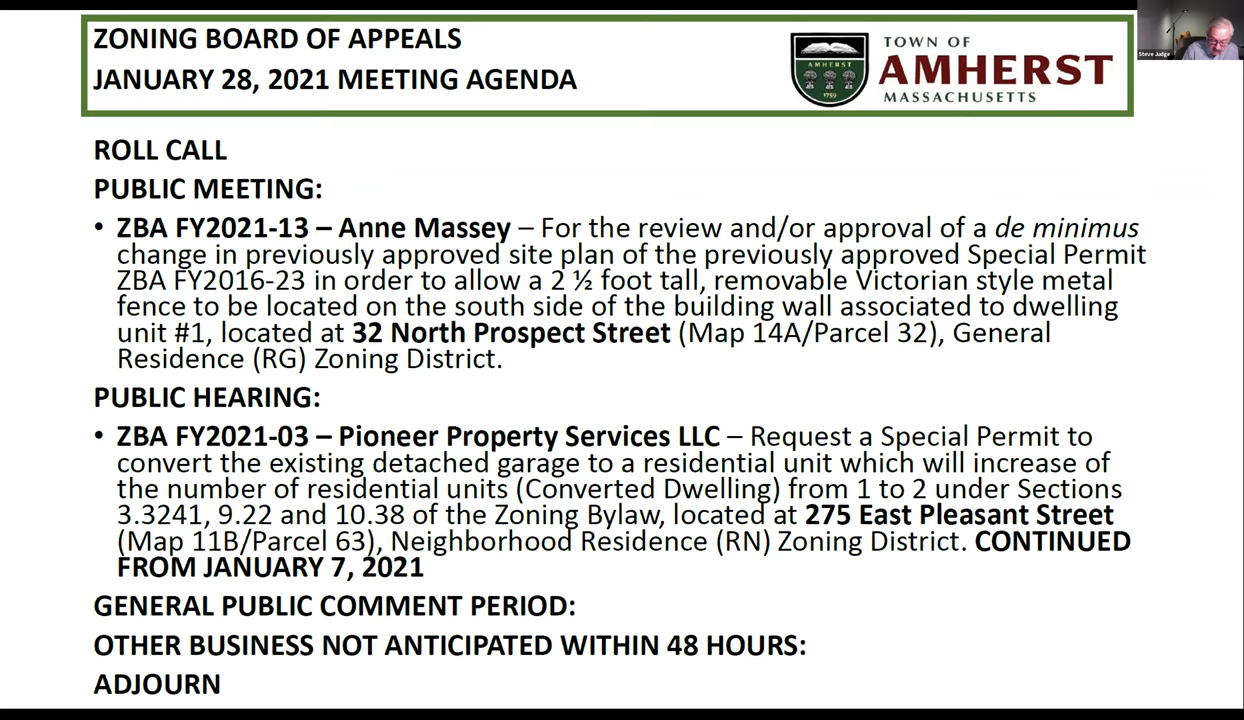 ZONING BOARD OF APPEALS
JANUARY 28, 2021 MEETING AGENDA
AMHERST
1759
TOWN OF
AMHERST
MASSACHUSETTS
Steve Judge
ROLL CALL
PUBLIC MEETING:
• ZBA FY2021-13 – Anne Massey – For the review and/or approval of a de minimus
change in previously approved site plan of the previously approved Special Permit
ZBA FY2016-23 in order to allow a 2 ½ foot tall, removable Victorian style metal
fence to be located on the south side of the building wall associated to dwelling
unit #1, located at 32 North Prospect Street (Map 14A/Parcel 32), General
Residence (RG) Zoning District.
PUBLIC HEARING:
• ZBA FY2021-03 – Pioneer Property Services LLC – Request a Special Permit to
convert the existing detached garage to a residential unit which will increase of
the number of residential units (Converted Dwelling) from 1 to 2 under Sections
3.3241, 9.22 and 10.38 of the Zoning Bylaw, located at 275 East Pleasant Street
(Map 11B/Parcel 63), Neighborhood Residence (RN) Zoning District. CONTINUED
FROM JANUARY 7, 2021
GENERAL PUBLIC COMMENT PERIOD:
OTHER BUSINESS NOT ANTICIPATED WITHIN 48 HOURS:
ADJOURN